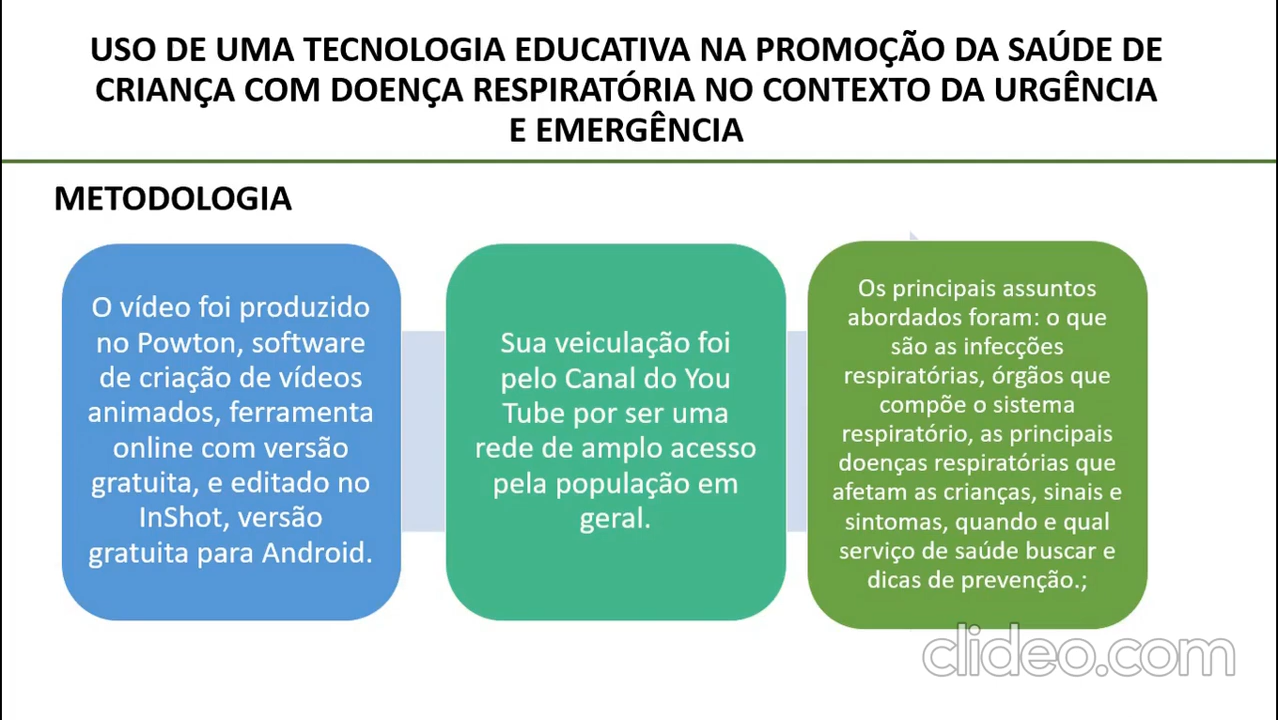 USO DE UMA TECNOLOGIA EDUCATIVA NA PROMOÇÃO DA SAÚDE DE
CRIANÇA COM DOENÇA RESPIRATÓRIA NO CONTEXTO DA URGÊNCIA
E EMERGÊNCIA
METODOLOGIA
O vídeo foi produzido
no Powton, software
de criação de vídeos
animados, ferramenta
online com versão
gratuita, e editado no
InShot, versão
gratuita para Android.
Sua veiculação foi
pelo Canal do You
Tube por ser uma
rede de amplo acesso
pela população em
geral.
Os principais assuntos
abordados foram: o que
são as infecções
respiratórias, órgãos que
compõe o sistema
respiratório, as principais
doenças respiratórias que
afetam as crianças, sinais e
sintomas, quando e qual
serviço de saúde buscar e
dicas de prevenção.;
clideo.com